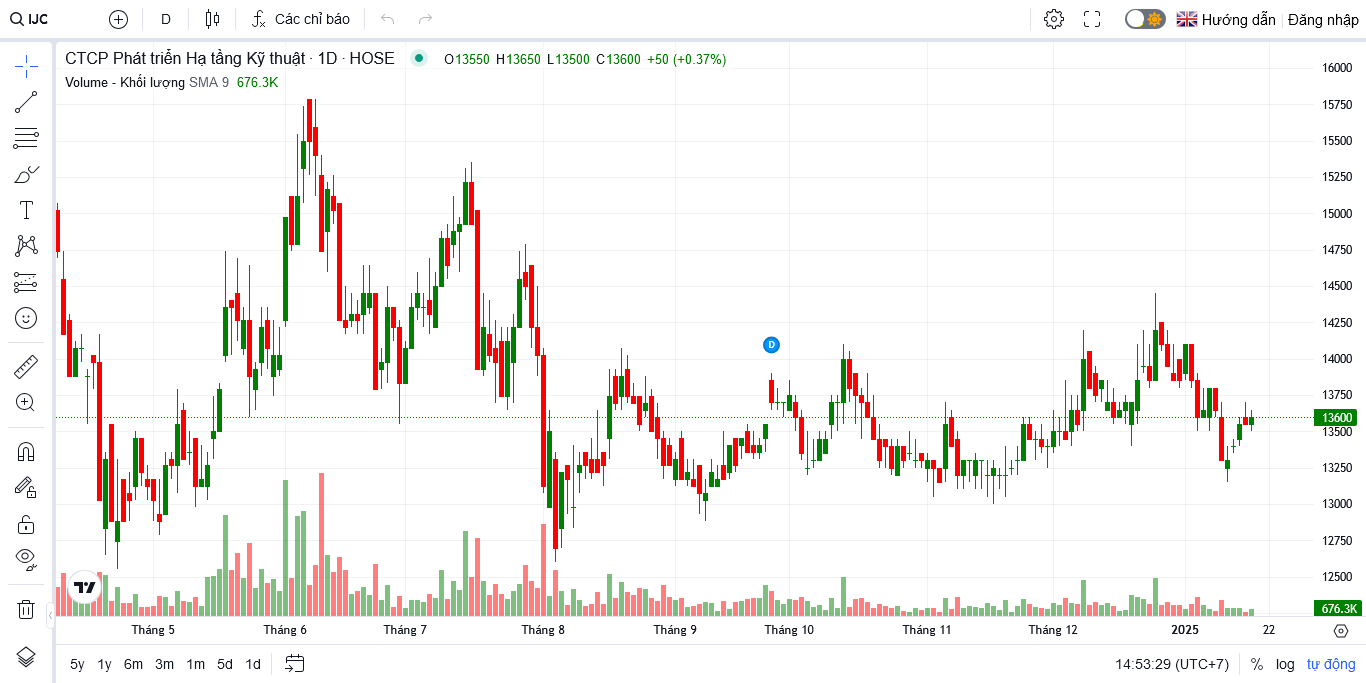 IJC D Các chỉ báo Hướng dẫn Đăng nhập
CTCP Phát triển Hạ tầng Kỹ thuật · 1D · HOSE O13550 H13650 L13500 C13600 +50 (+0.37%)
Volume - Khối lượng SMA 9 676.3K
16000
15750
15500
15250
15000
14750
14500
14250
14000
13750
13600
13500
13250
13000
12750
12500
676.3K
D
Tháng 5 Tháng 6 Tháng 7 Tháng 8 Tháng 9 Tháng 10 Tháng 11 Tháng 12 2025 22
5y 1y 6m 3m 1m 5d 1d 14:53:29 (UTC+7) % log tự động